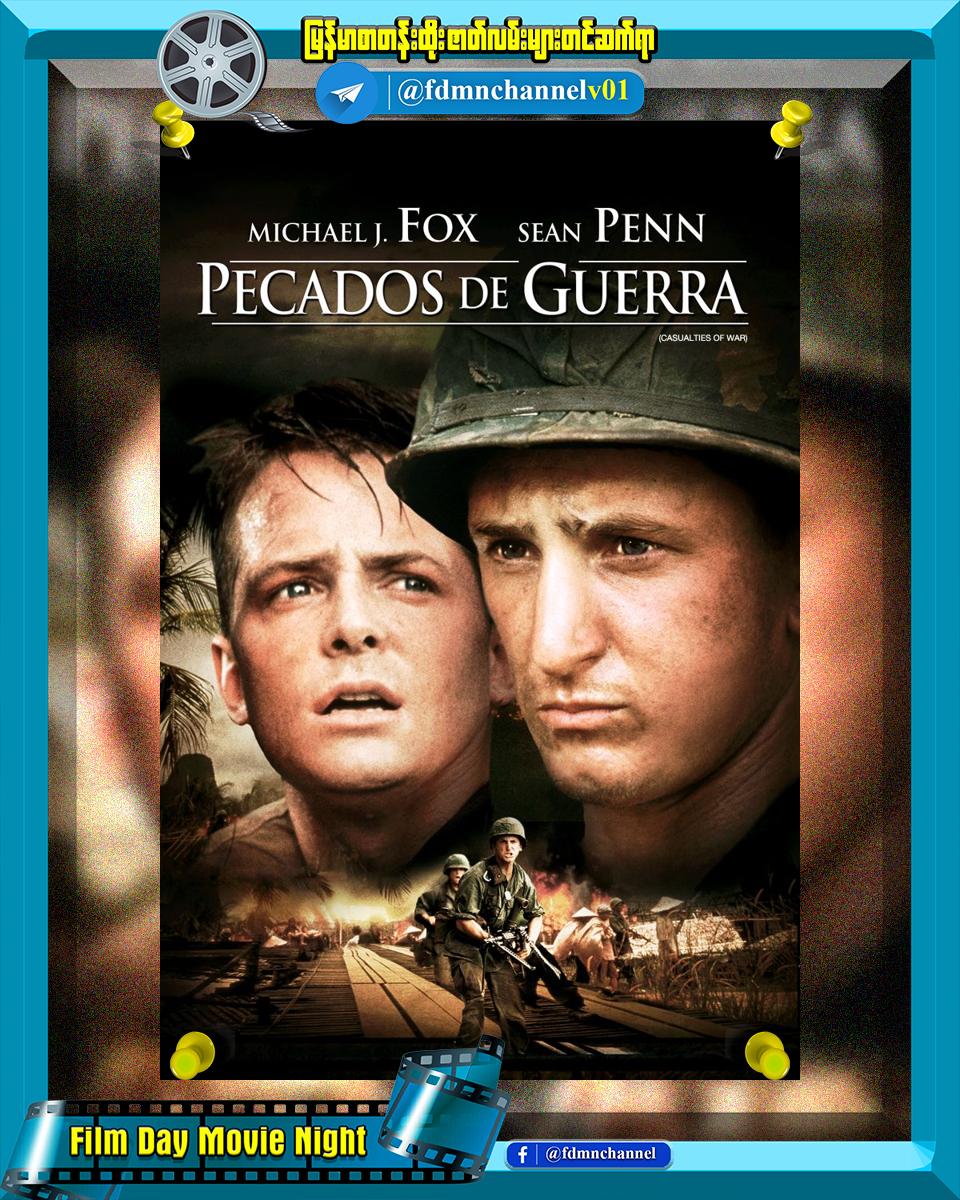 မြန်မာစာတန်းထိုးဇာတ်လမ်းများတင်ဆက်ရာ
@fdmnchannelv01
MICHAEL J. FOX SEAN PENN
PECADOS DE GUERRA
(CASUALTIES OF WAR)
Film Day Movie Night
@fdmnchannel